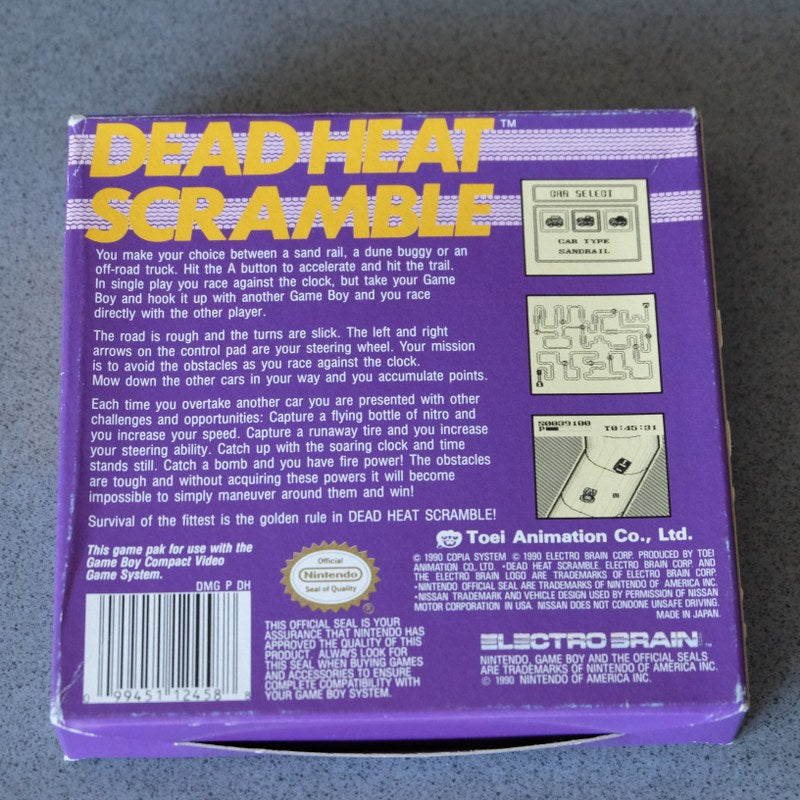 DEAD HEAT™
SCRAMBLE
You make your choice between a sand rail, a dune buggy or an
off-road truck. Hit the A button to accelerate and hit the trail.
In single play you race against the clock, but take your Game
Boy and hook it up with another Game Boy and you race
directly with the other player.
The road is rough and the turns are slick. The left and right
arrows on the control pad are your steering wheel. Your mission
is to avoid the obstacles as you race against the clock.
Mow down the other cars in your way and you accumulate points.
Each time you overtake another car you are presented with other
challenges and opportunities: Capture a flying bottle of nitro and
you increase your speed. Capture a runaway tire and you increase
your steering ability. Catch up with the soaring clock and time
stands still. Catch a bomb and you have fire power! The obstacles
are tough and without acquiring these powers it will become
impossible to simply maneuver around them and win!
Survival of the fittest is the golden rule in DEAD HEAT SCRAMBLE!
CAR SELECT
CAR TYPE
SANDRAIL
S0039100
P
T0:45:31
This game pak for use with the
Game Boy Compact Video
Game System.
DMG P DH
0 99451 12458 8
Official
Nintendo
Seal of Quality
®
THIS OFFICIAL SEAL IS YOUR
ASSURANCE THAT NINTENDO HAS
APPROVED THE QUALITY OF THIS
PRODUCT. ALWAYS LOOK FOR
THIS SEAL WHEN BUYING GAMES
AND ACCESSORIES TO ENSURE
COMPLETE COMPATIBILITY WITH
YOUR GAME BOY SYSTEM.
Toei Animation Co., Ltd.
© 1990 COPIA SYSTEM © 1990 ELECTRO BRAIN CORP. PRODUCED BY TOEI
ANIMATION CO. LTD. •DEAD HEAT SCRAMBLE. ELECTRO BRAIN CORP. AND
THE ELECTRO BRAIN LOGO ARE TRADEMARKS OF ELECTRO BRAIN CORP.
•NINTENDO OFFICIAL SEAL ARE TRADEMARKS OF NINTENDO OF AMERICA INC.
•NISSAN TRADEMARK AND VEHICLE DESIGN USED BY PERMISSION OF NISSAN
MOTOR CORPORATION IN USA. NISSAN DOES NOT CONDONE UNSAFE DRIVING.
MADE IN JAPAN.
ELECTRO BRAIN™
NINTENDO, GAME BOY AND THE OFFICIAL SEALS
ARE TRADEMARKS OF NINTENDO OF AMERICA INC.
© 1990 NINTENDO OF AMERICA INC.